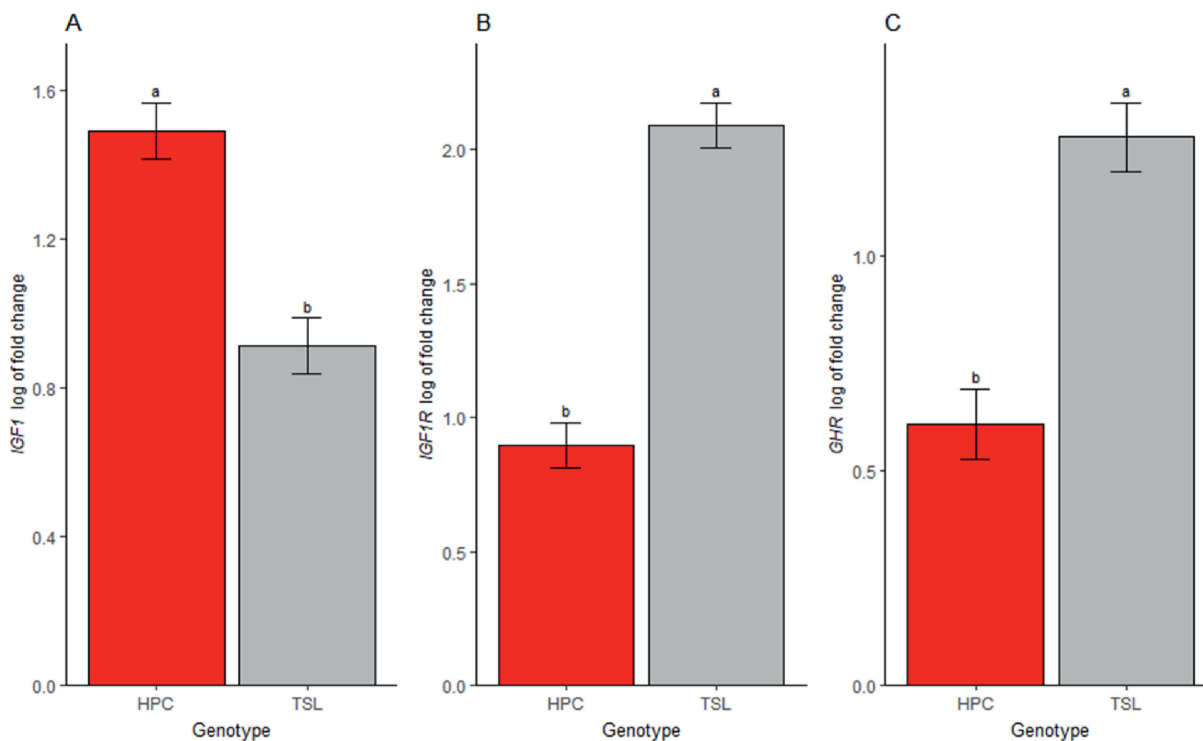 A
IGF1 log of fold change
1.6
1.2
0.8
0.4
0.0
a
b
HPC
TSL
Genotype
B
IGF1R log of fold change
2.0
1.5
1.0
0.5
0.0
b
a
HPC
TSL
Genotype
C
GHR log of fold change
1.0
0.5
0.0
b
a
HPC
TSL
Genotype